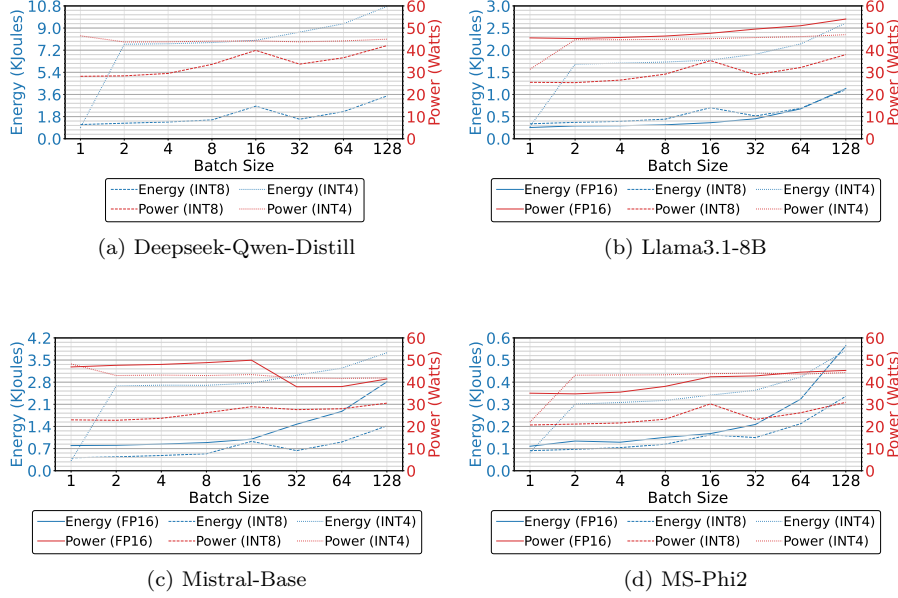 10.8
9.0
7.2
5.4
3.6
1.8
0.0
Energy (KJoules)
60
50
40
30
20
10
0
Power (Watts)
1 2 4 8 16 32 64 128
Batch Size
Energy (INT8) Energy (INT4)
Power (INT8) Power (INT4)
(a) Deepseek-Qwen-Distill
3.0
2.5
2.0
1.5
1.0
0.5
0.0
Energy (KJoules)
60
50
40
30
20
10
0
Power (Watts)
1 2 4 8 16 32 64 128
Batch Size
Energy (FP16) Energy (INT8) Energy (INT4)
Power (FP16) Power (INT8) Power (INT4)
(b) Llama3.1-8B
4.2
3.5
2.8
2.1
1.4
0.7
0.0
Energy (KJoules)
60
50
40
30
20
10
0
Power (Watts)
1 2 4 8 16 32 64 128
Batch Size
Energy (FP16) Energy (INT8) Energy (INT4)
Power (FP16) Power (INT8) Power (INT4)
(c) Mistral-Base
0.6
0.5
0.4
0.3
0.2
0.1
0.0
Energy (KJoules)
60
50
40
30
20
10
0
Power (Watts)
1 2 4 8 16 32 64 128
Batch Size
Energy (FP16) Energy (INT8) Energy (INT4)
Power (FP16) Power (INT8) Power (INT4)
(d) MS-Phi2